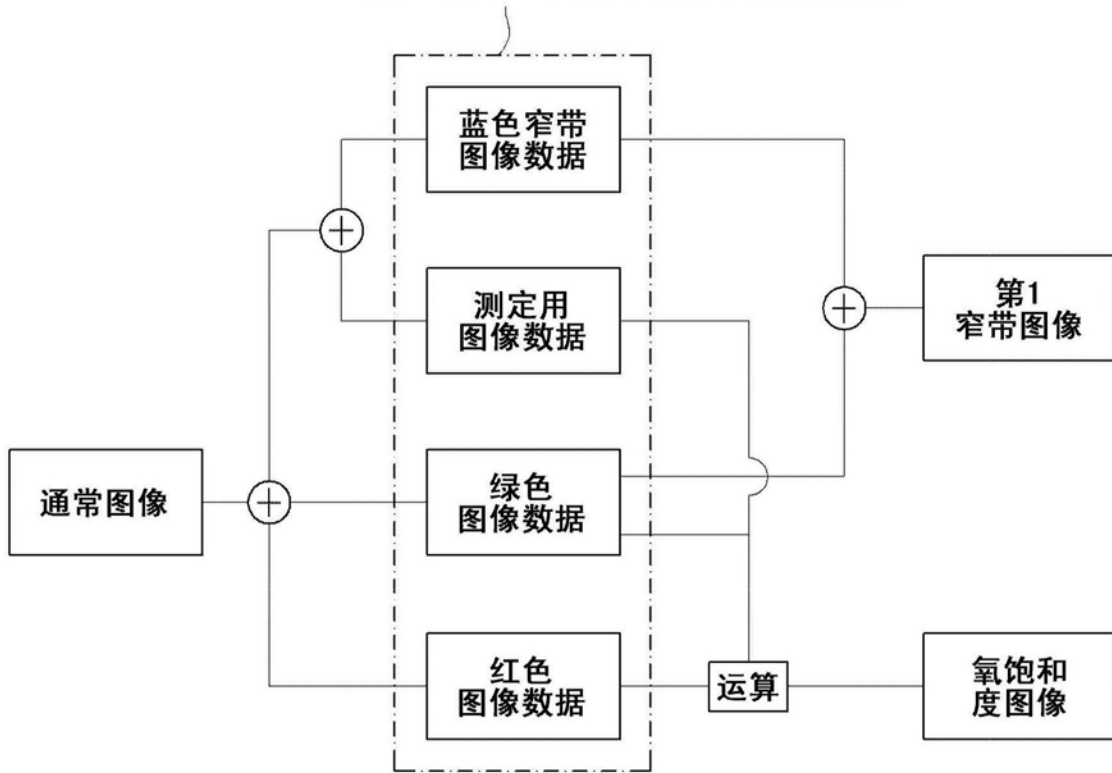 蓝色窄带
图像数据
测定用
图像数据
第1
窄带图像
通常图像
绿色
图像数据
红色
图像数据
运算
氧饱和
度图像